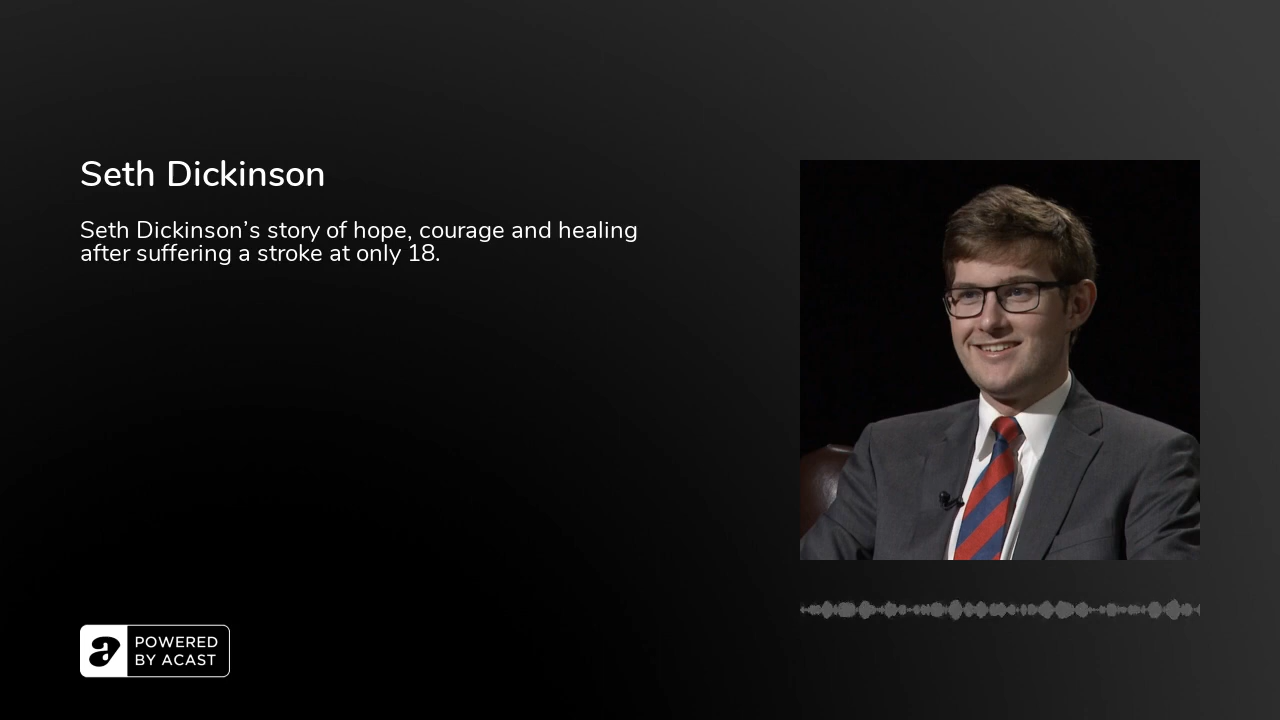 Seth Dickinson
Seth Dickinson’s story of hope, courage and healing
after suffering a stroke at only 18.
a POWERED
BY ACAST